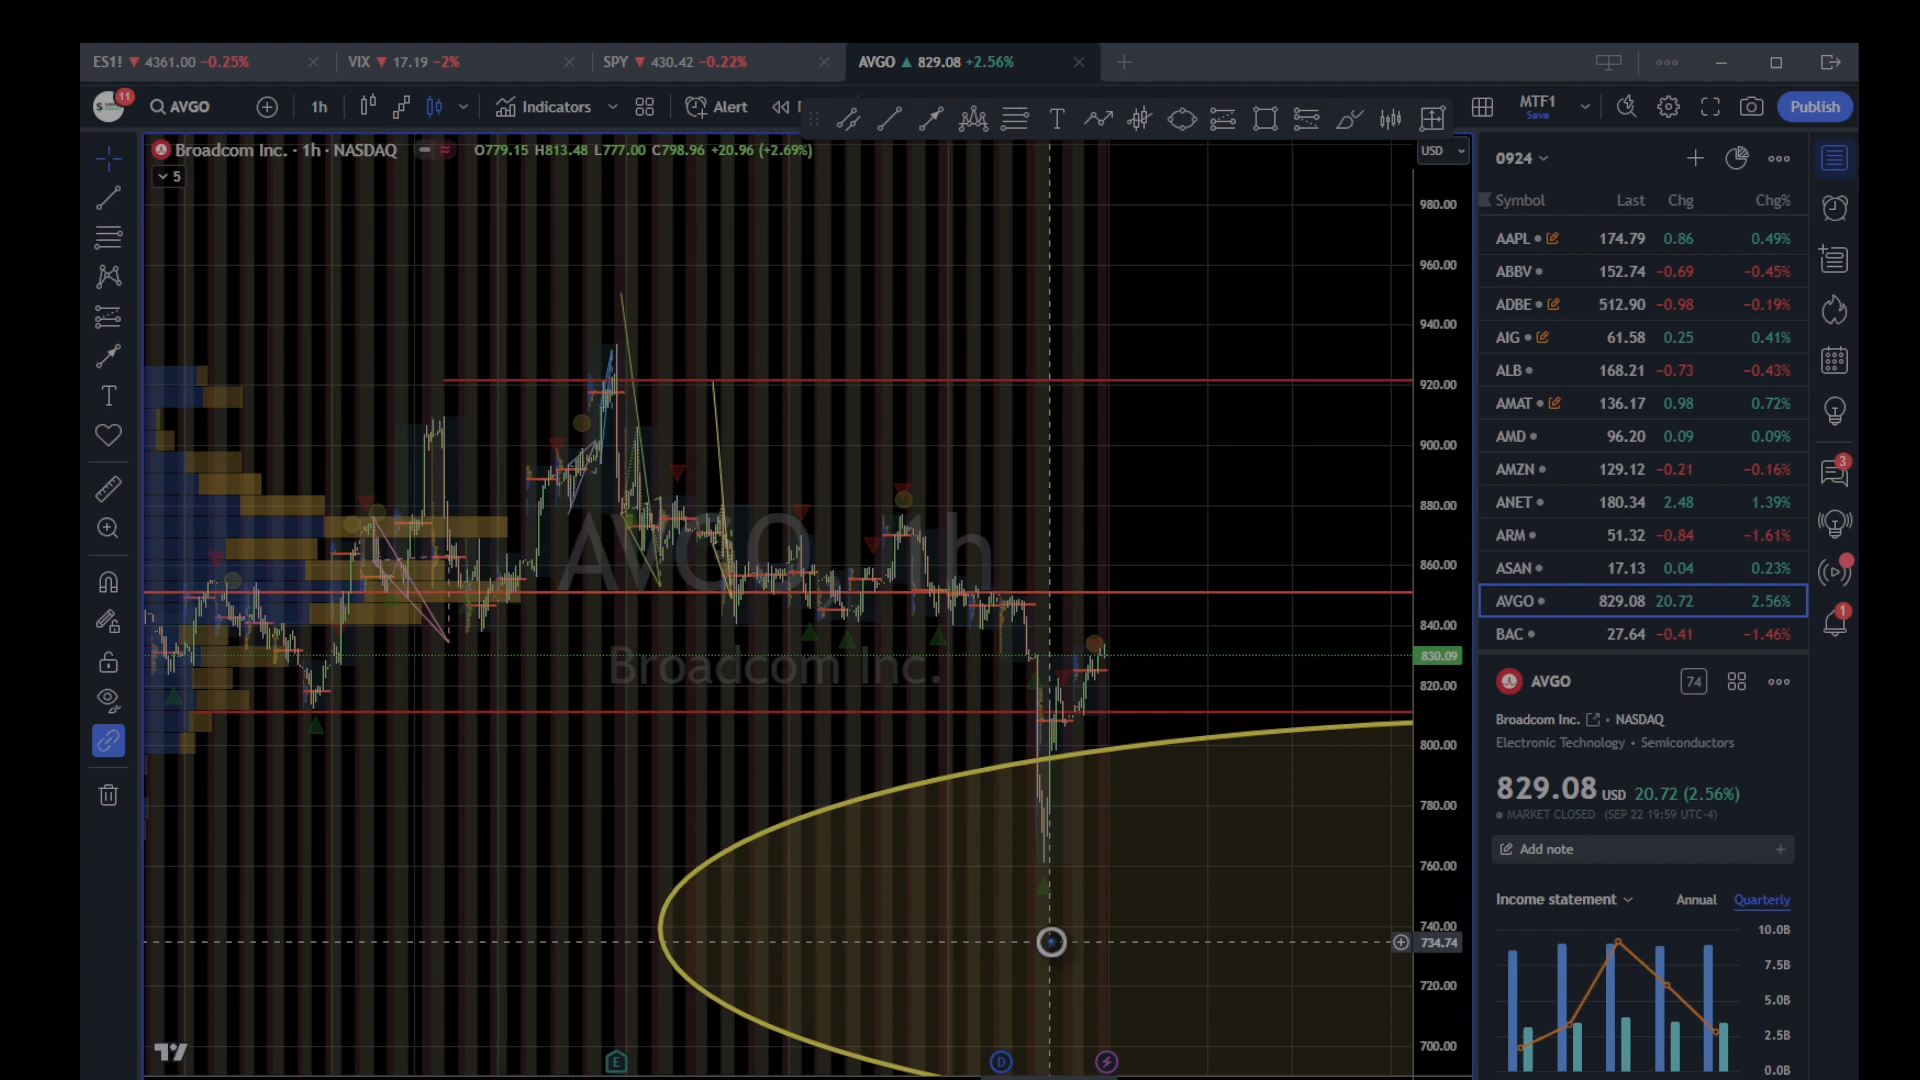 ES1! ▼ 4361.00 −0.25%
VIX ▼ 17.19 −2%
SPY ▼ 430.42 −0.22%
AVGO ▲ 829.08 +2.56%
11
AVGO
1h
Indicators
Alert
MTF1
Save
Publish
Broadcom Inc. · 1h · NASDAQ
O779.15 H813.48 L777.00 C798.96 +20.96 (+2.69%)
USD
5
980.00
960.00
940.00
920.00
900.00
880.00
860.00
840.00
830.09
820.00
800.00
780.00
760.00
740.00
734.74
720.00
700.00
AVGO, 1h
Broadcom Inc.
E
D
0924
Symbol Last Chg Chg%
AAPL 174.79 0.86 0.49%
ABBV 152.74 −0.69 −0.45%
ADBE 512.90 −0.98 −0.19%
AIG 61.58 0.25 0.41%
ALB 168.21 −0.73 −0.43%
AMAT 136.17 0.98 0.72%
AMD 96.20 0.09 0.09%
AMZN 129.12 −0.21 −0.16%
ANET 180.34 2.48 1.39%
ARM 51.32 −0.84 −1.61%
ASAN 17.13 0.04 0.23%
AVGO 829.08 20.72 2.56%
BAC 27.64 −0.41 −1.46%
3
1
AVGO
74
Broadcom Inc. • NASDAQ
Electronic Technology • Semiconductors
829.08 USD 20.72 (2.56%)
MARKET CLOSED (SEP 22 19:59 UTC-4)
Add note
Income statement Annual Quarterly
10.0B
7.5B
5.0B
2.5B
0.0B